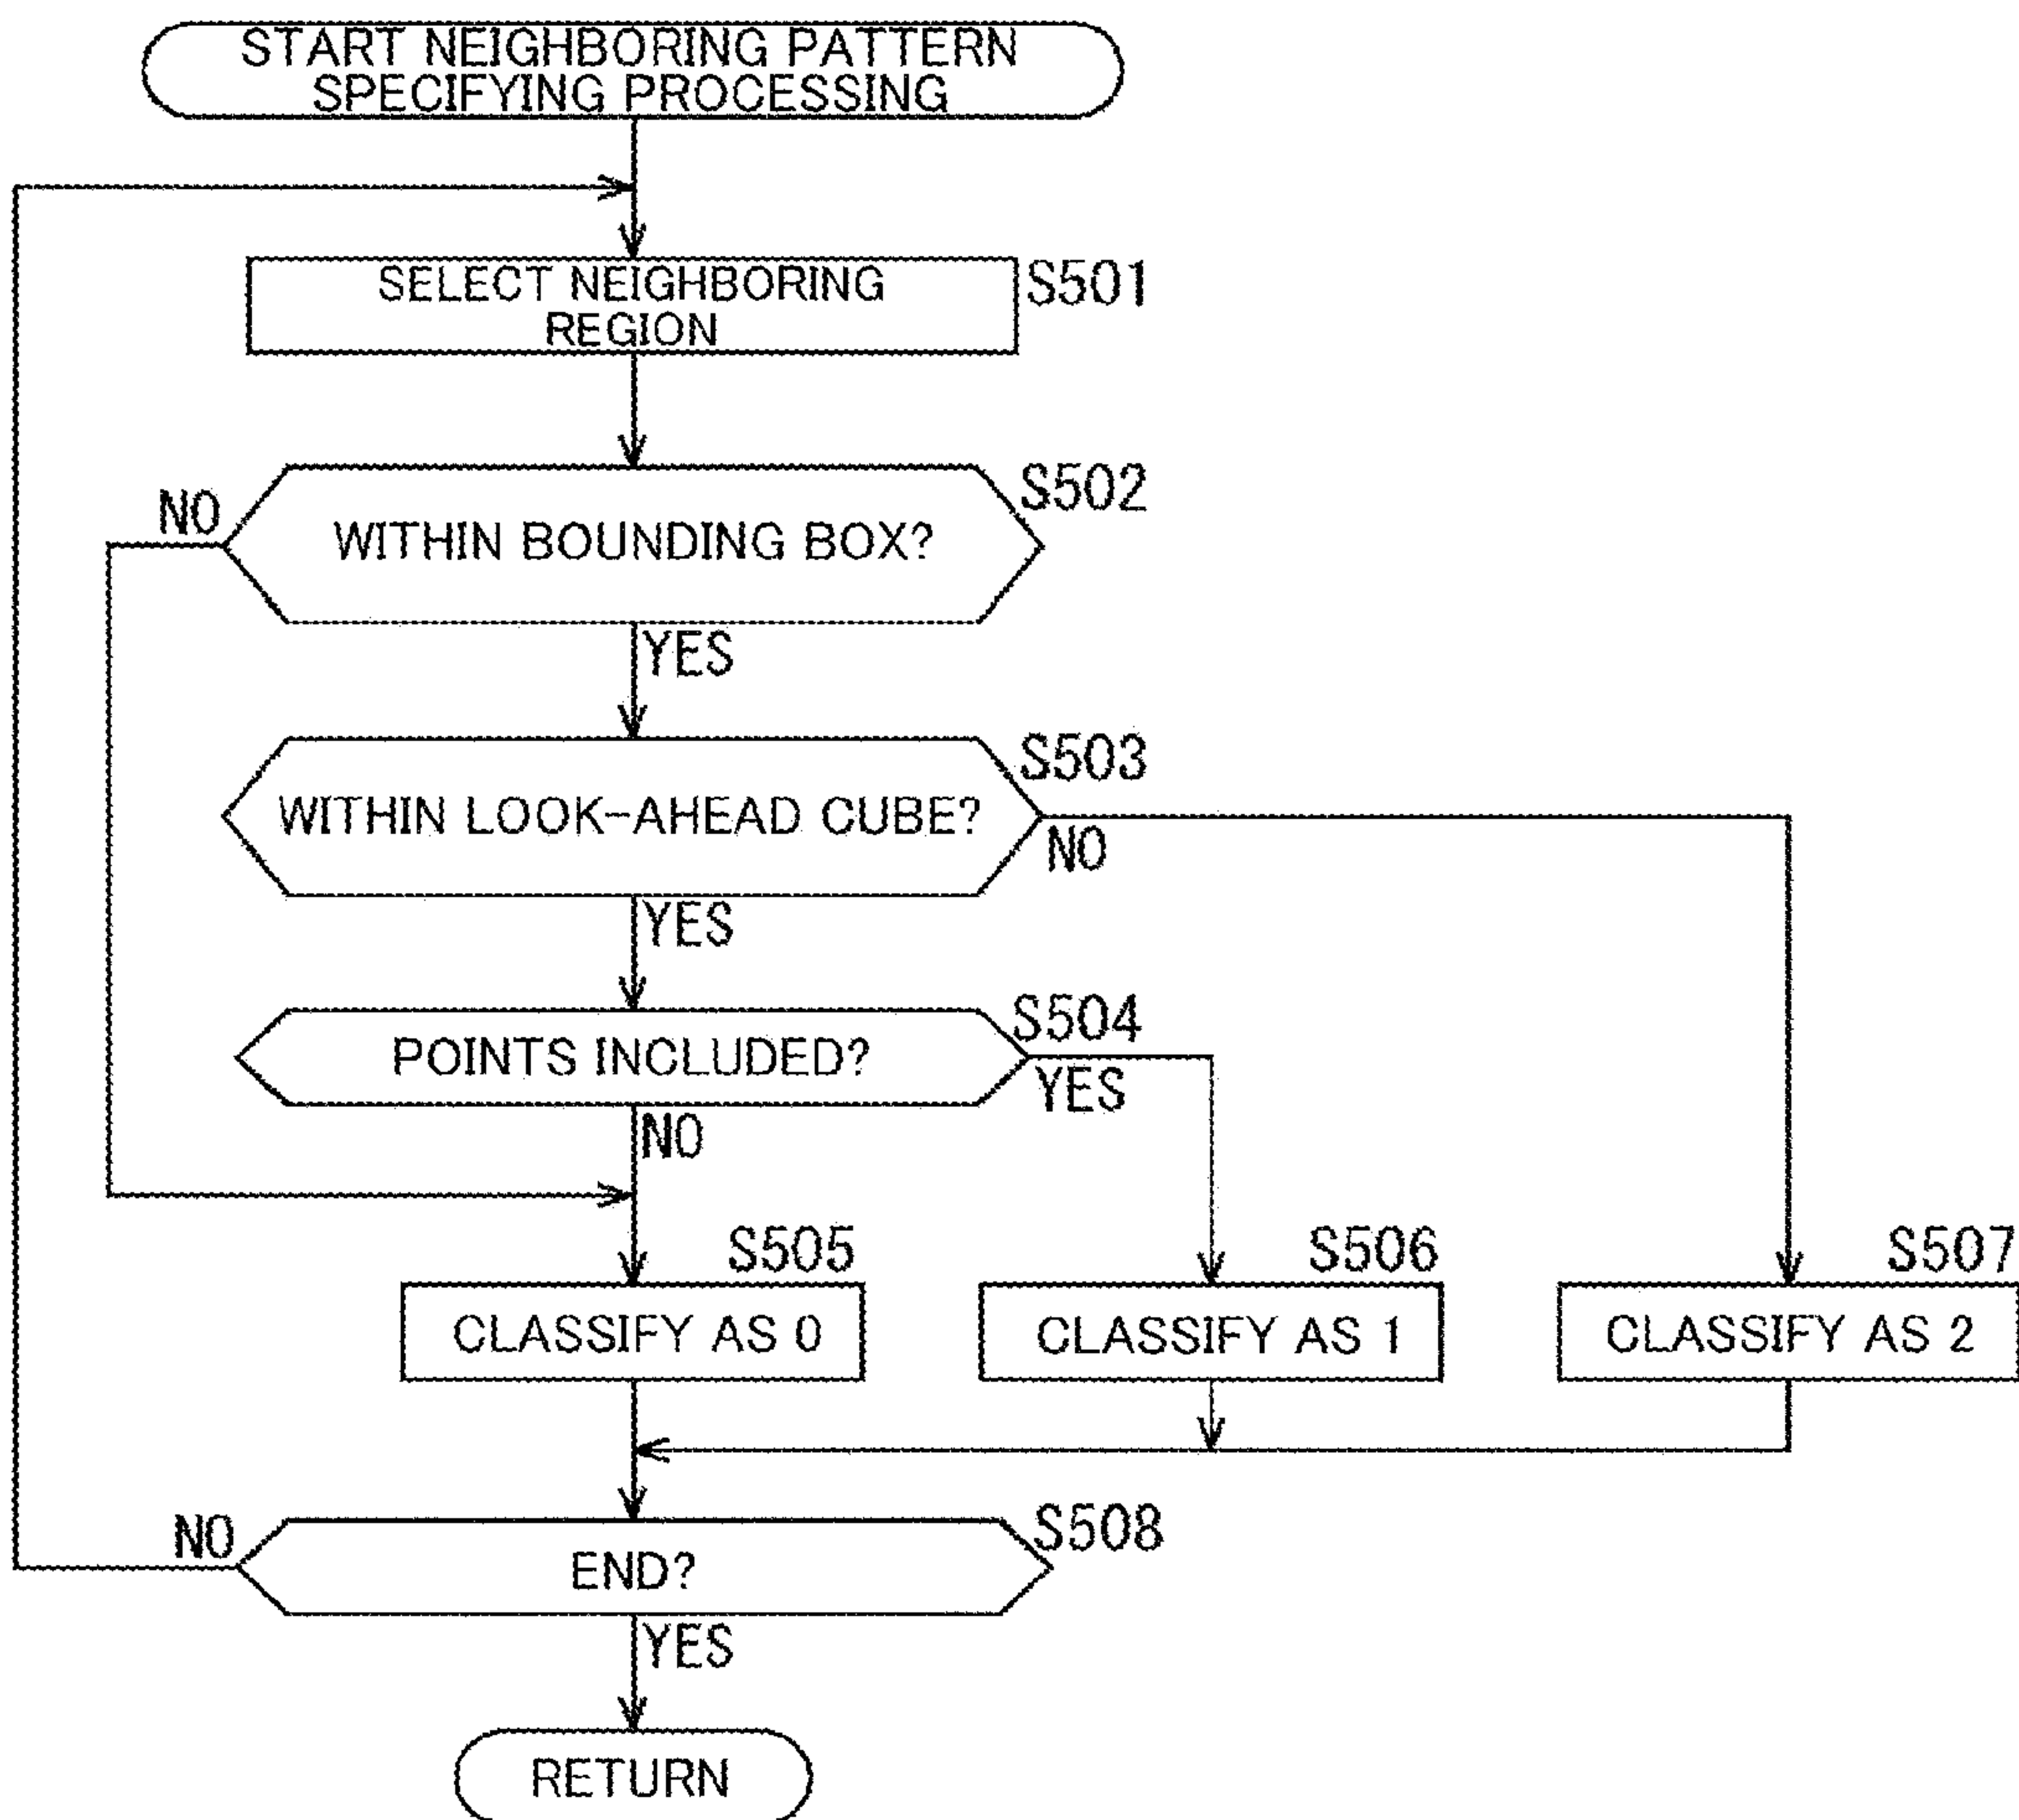 START NEIGHBORING PATTERN
SPECIFYING PROCESSING
SELECT NEIGHBORING
REGION
S501
S502
NO
WITHIN BOUNDING BOX?
YES
S503
WITHIN LOOK-AHEAD CUBE?
NO
YES
S504
POINTS INCLUDED?
YES
NO
S505
S506
S507
CLASSIFY AS 0
CLASSIFY AS 1
CLASSIFY AS 2
NO
S508
END?
YES
RETURN